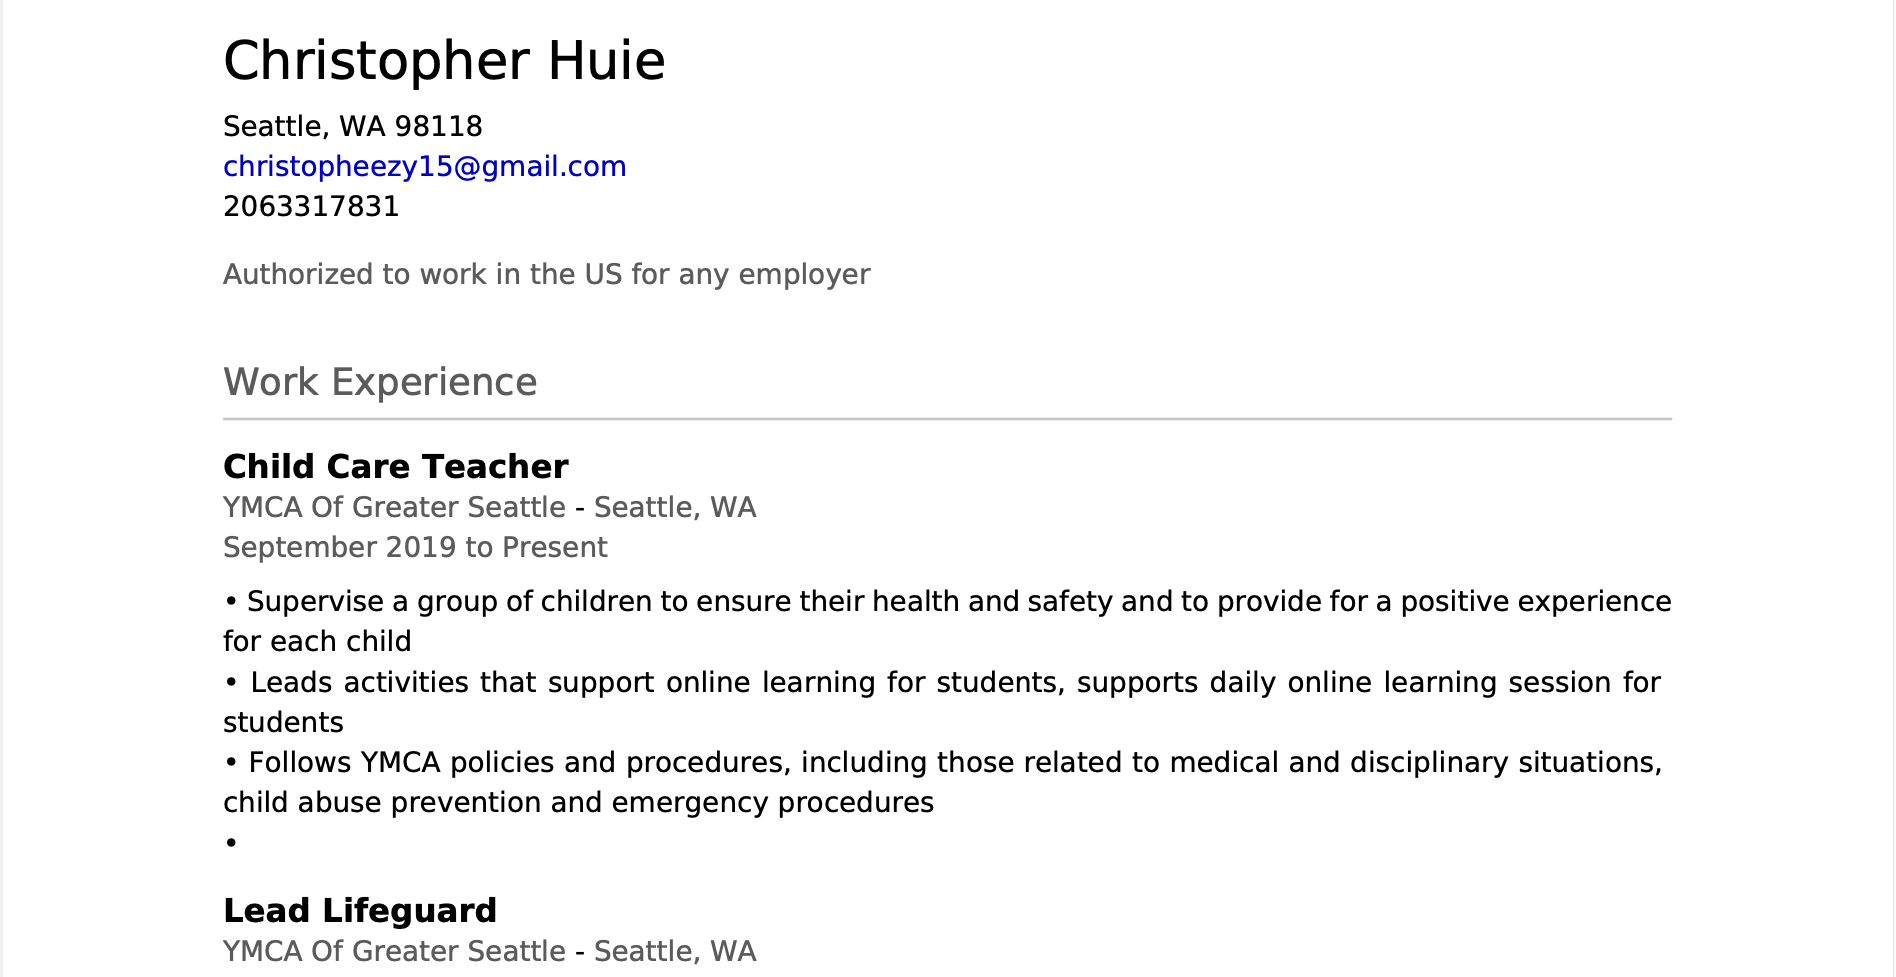 Christopher Huie
Seattle, WA 98118
christopheezy15@gmail.com
2063317831
Authorized to work in the US for any employer
Work Experience
Child Care Teacher
YMCA Of Greater Seattle - Seattle, WA
September 2019 to Present
• Supervise a group of children to ensure their health and safety and to provide for a positive experience
for each child
• Leads activities that support online learning for students, supports daily online learning session for
students
• Follows YMCA policies and procedures, including those related to medical and disciplinary situations,
child abuse prevention and emergency procedures
•
Lead Lifeguard
YMCA Of Greater Seattle - Seattle, WA